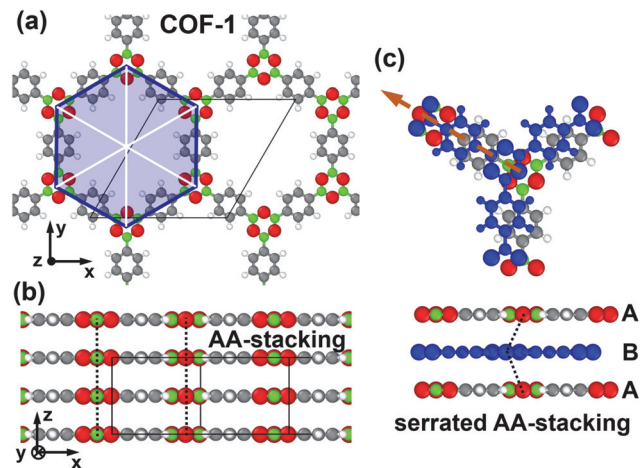 (a)
COF-1
y
z
x
(b)
AA-stacking
z
y
x
(c)
A
B
A
serrated AA-stacking